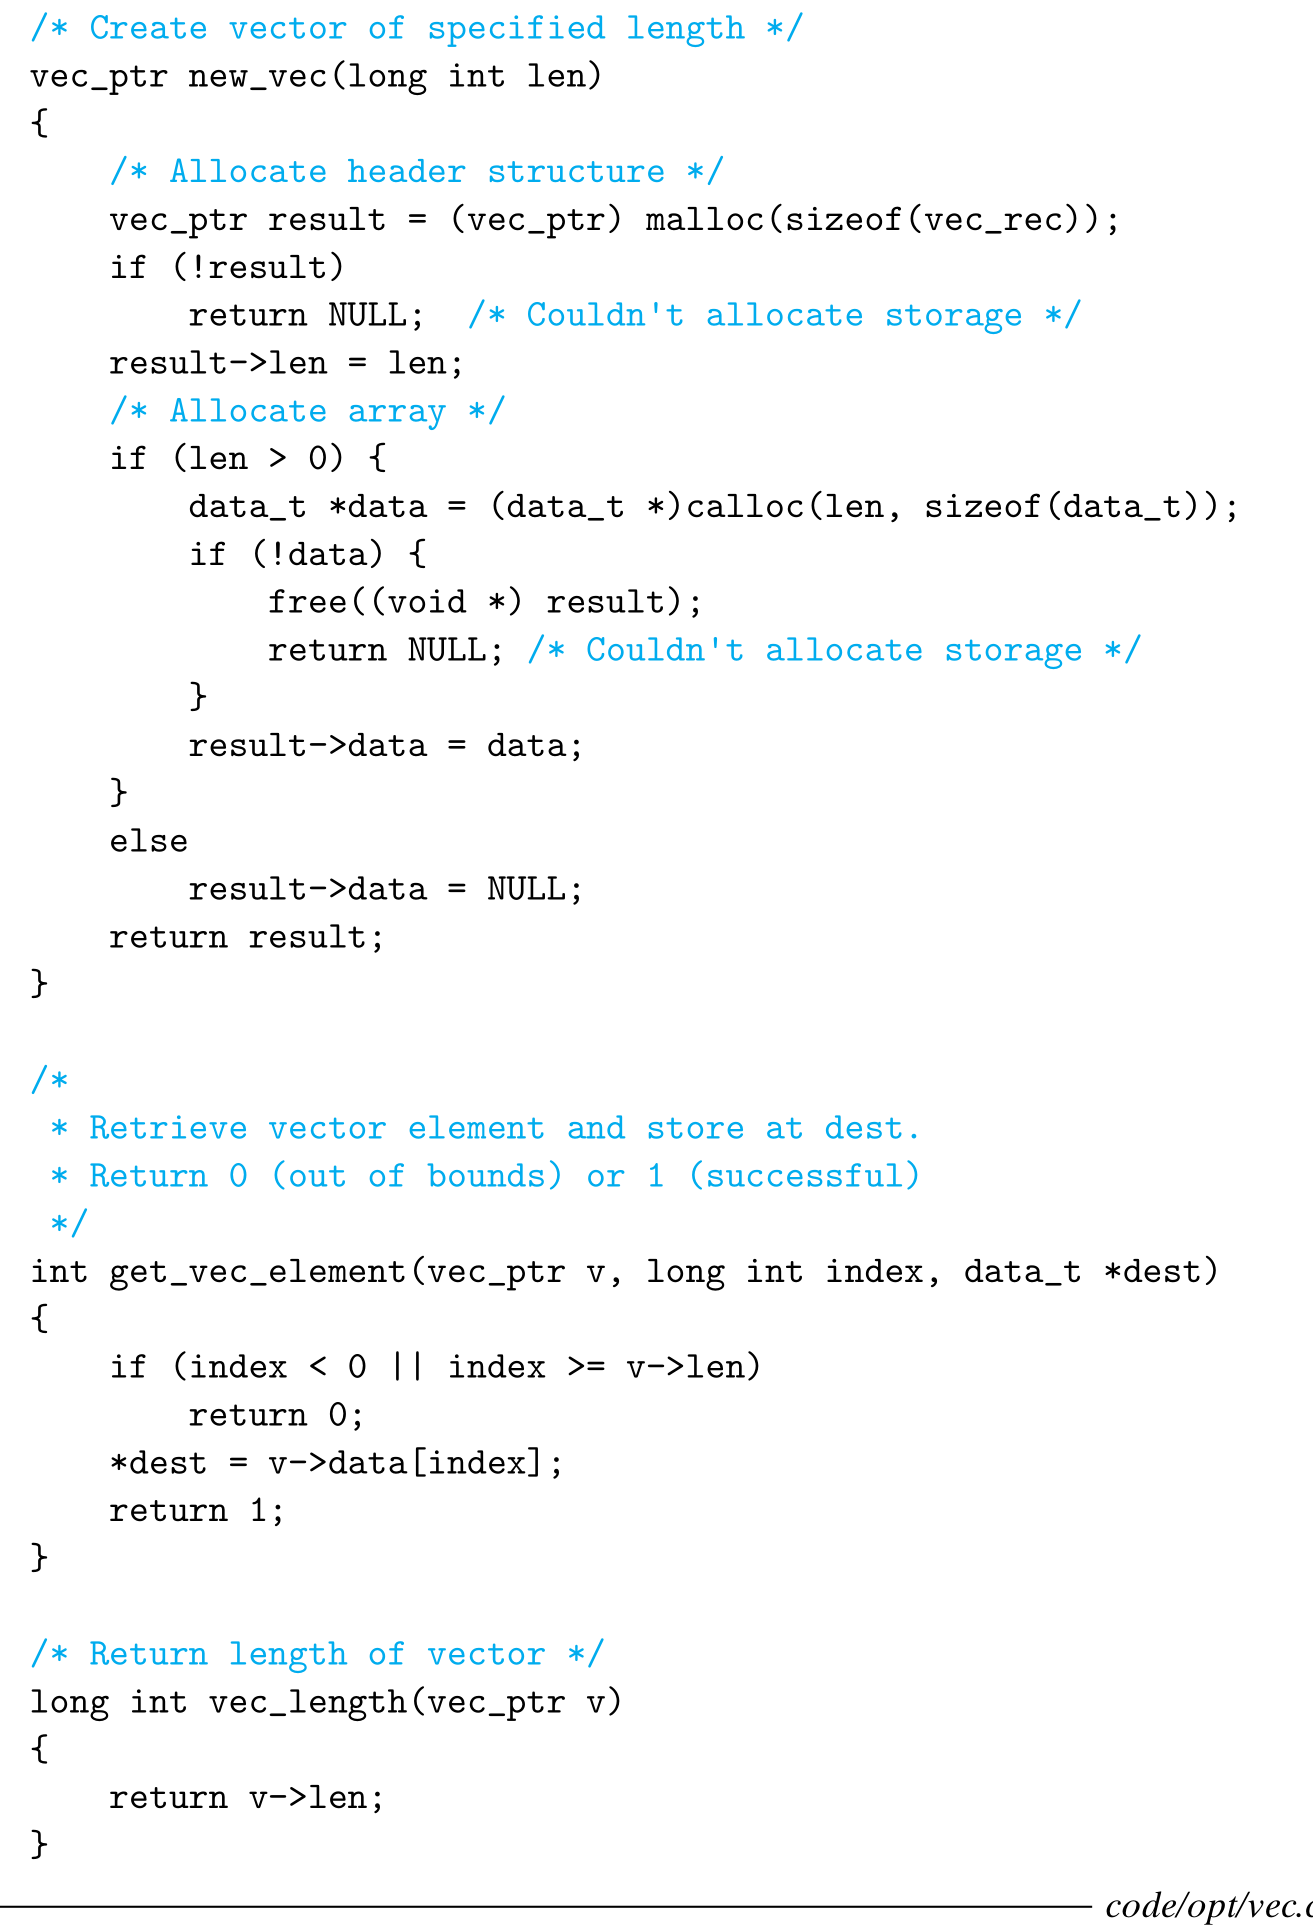 /* Create vector of specified length */
vec_ptr new_vec(long int len)
{
    /* Allocate header structure */
    vec_ptr result = (vec_ptr) malloc(sizeof(vec_rec));
    if (!result)
        return NULL;  /* Couldn't allocate storage */
    result->len = len;
    /* Allocate array */
    if (len > 0) {
        data_t *data = (data_t *)calloc(len, sizeof(data_t));
        if (!data) {
            free((void *) result);
            return NULL; /* Couldn't allocate storage */
        }
        result->data = data;
    }
    else
        result->data = NULL;
    return result;
}

/*
 * Retrieve vector element and store at dest.
 * Return 0 (out of bounds) or 1 (successful)
 */
int get_vec_element(vec_ptr v, long int index, data_t *dest)
{
    if (index < 0 || index >= v->len)
        return 0;
    *dest = v->data[index];
    return 1;
}

/* Return length of vector */
long int vec_length(vec_ptr v)
{
    return v->len;
}
code/opt/vec.c